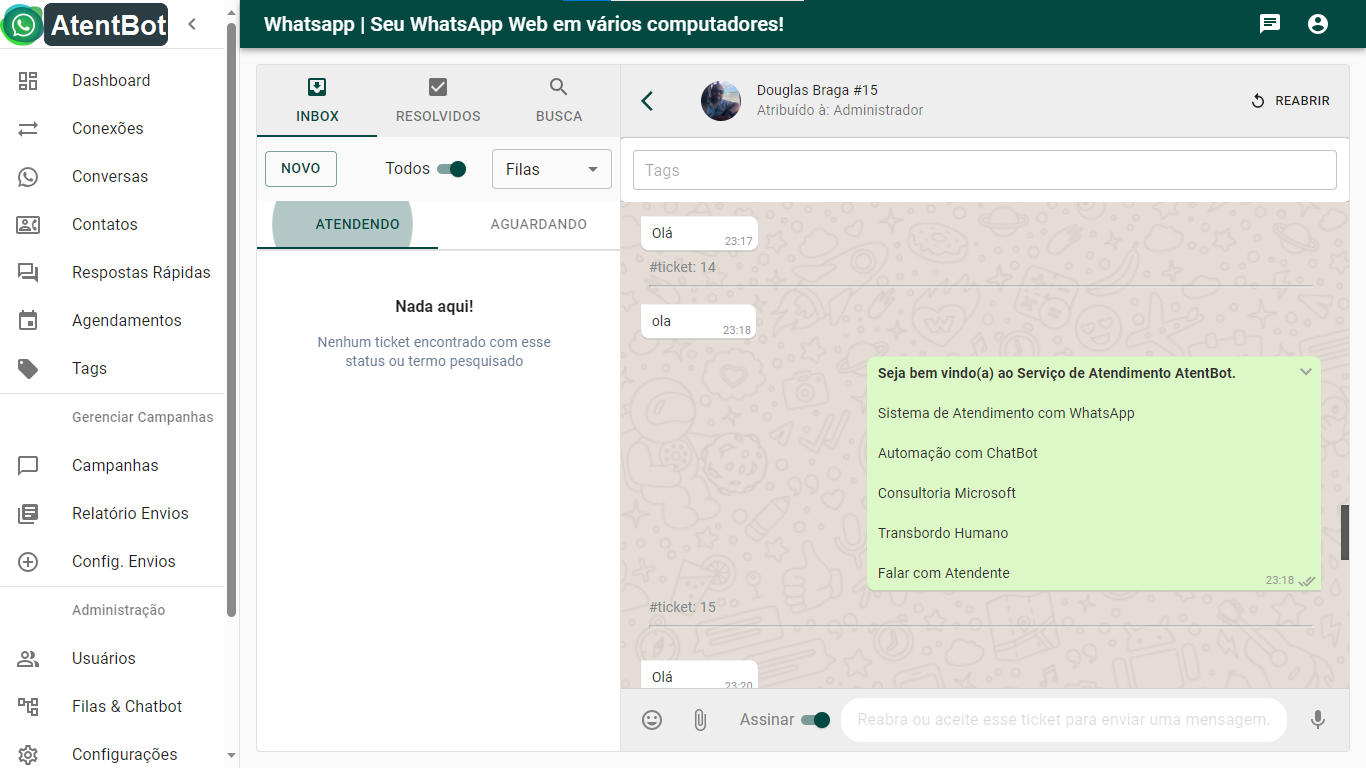 AtentBot
Whatsapp | Seu WhatsApp Web em vários computadores!
Dashboard
Conexões
Conversas
Contatos
Respostas Rápidas
Agendamentos
Tags
Gerenciar Campanhas
Campanhas
Relatório Envios
Config. Envios
Administração
Usuários
Filas & Chatbot
Configurações
INBOX
RESOLVIDOS
BUSCA
NOVO
Todos
Filas
ATENDENDO
AGUARDANDO
Nada aqui!
Nenhum ticket encontrado com esse
status ou termo pesquisado
Douglas Braga #15
Atribuído à: Administrador
REABRIR
Tags
Olá
23:17
#ticket: 14
ola
23:18
Seja bem vindo(a) ao Serviço de Atendimento AtentBot.
Sistema de Atendimento com WhatsApp
Automação com ChatBot
Consultoria Microsoft
Transbordo Humano
Falar com Atendente
23:18
#ticket: 15
Olá
23:20
Assinar
Reabra ou aceite esse ticket para enviar uma mensagem.